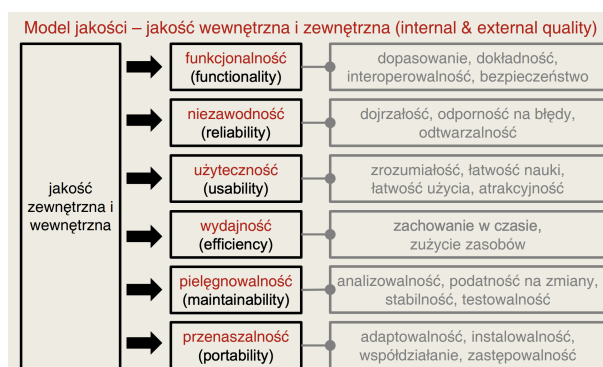 Model jakości – jakość wewnętrzna i zewnętrzna (internal & external quality)
jakość
zewnętrzna i
wewnętrzna
funkcjonalność
(functionality)
dopasowanie, dokładność,
interoperowalność, bezpieczeństwo
niezawodność
(reliability)
dojrzałość, odporność na błędy,
odtwarzalność
użyteczność
(usability)
zrozumiałość, łatwość nauki,
łatwość użycia, atrakcyjność
wydajność
(efficiency)
zachowanie w czasie,
zużycie zasobów
pielęgnowalność
(maintainability)
analizowalność, podatność na zmiany,
stabilność, testowalność
przenaszalność
(portability)
adaptowalność, instalowalność,
współdziałanie, zastępowalność